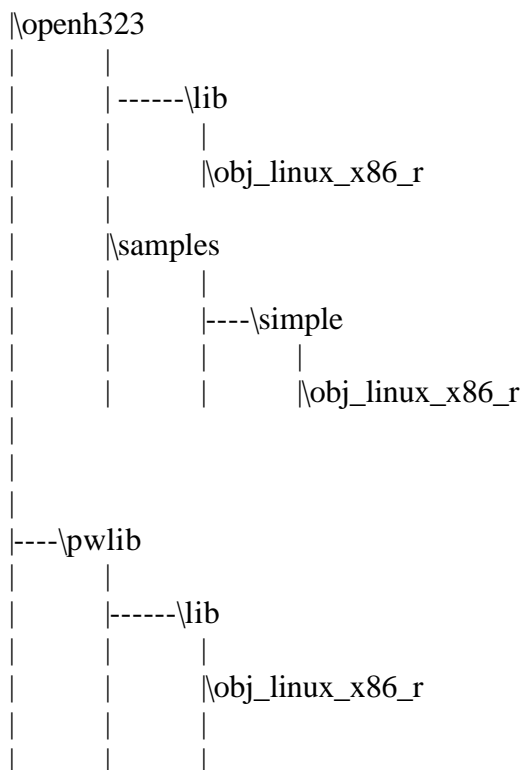 |\openh323
|          |
|          | ------\lib
|          |          |
|          |          |\obj_linux_x86_r
|          |
|          |\samples
|          |          |
|          |          |----\simple
|          |          |          |
|          |          |          |\obj_linux_x86_r
|
|
|
|----\pwlib
|          |
|          |------\lib
|          |          |
|          |          |\obj_linux_x86_r
|          |          |
|          |          |